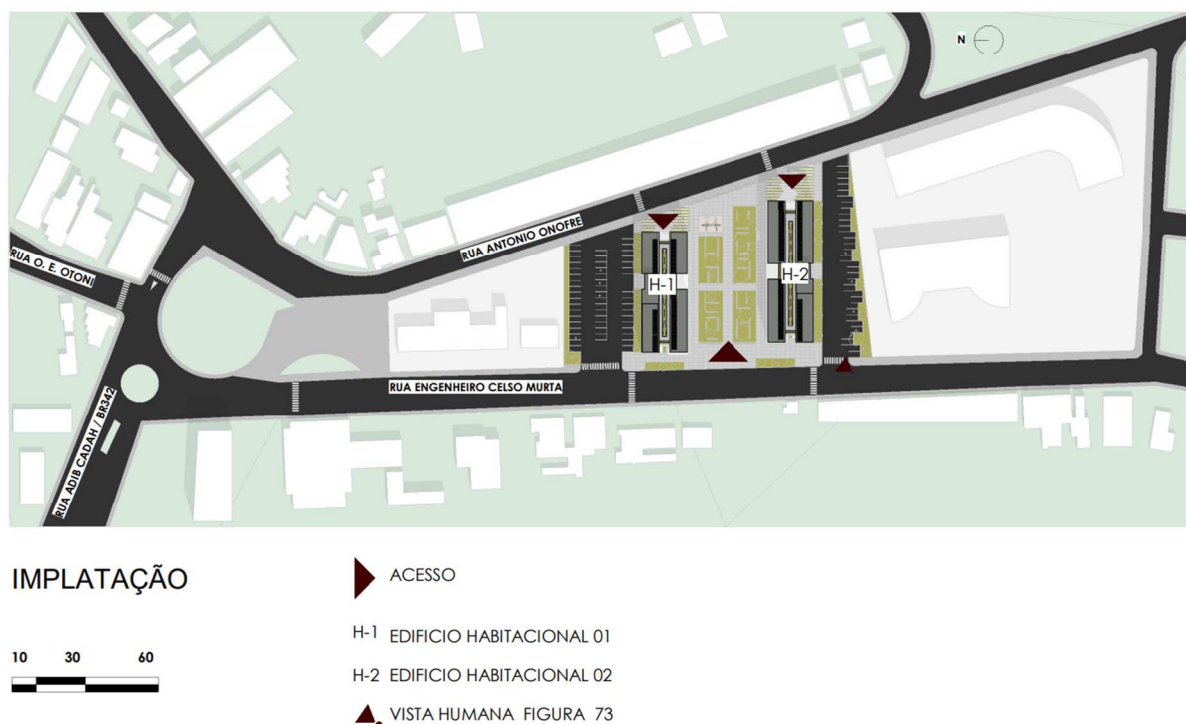 N
RUA ANTONIO ONOFRE
RUA O. E. OTONI
H-1
H-2
RUA ENGENHEIRO CELSO MURTA
RUA ADIB CADAH / BR342
IMPLATAÇÃO
ACESSO
H-1 EDIFICIO HABITACIONAL 01
10 30 60
H-2 EDIFICIO HABITACIONAL 02
VISTA HUMANA FIGURA 73